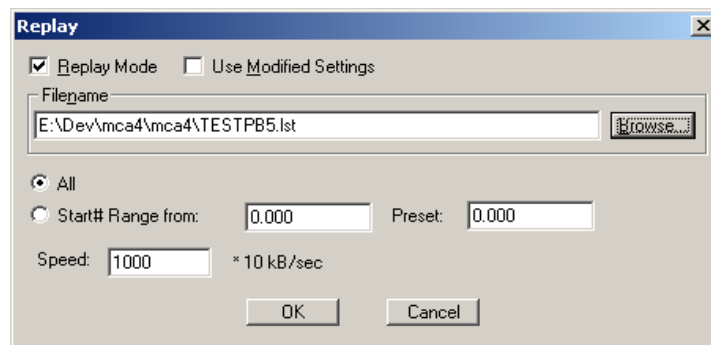 Replay
Replay Mode Use Modified Settings
Filename
E:\Dev\mca4\mca4\TESTPB5.lst Browse...
All
Start# Range from: 0.000 Preset: 0.000
Speed: 1000 * 10 kB/sec
OK Cancel